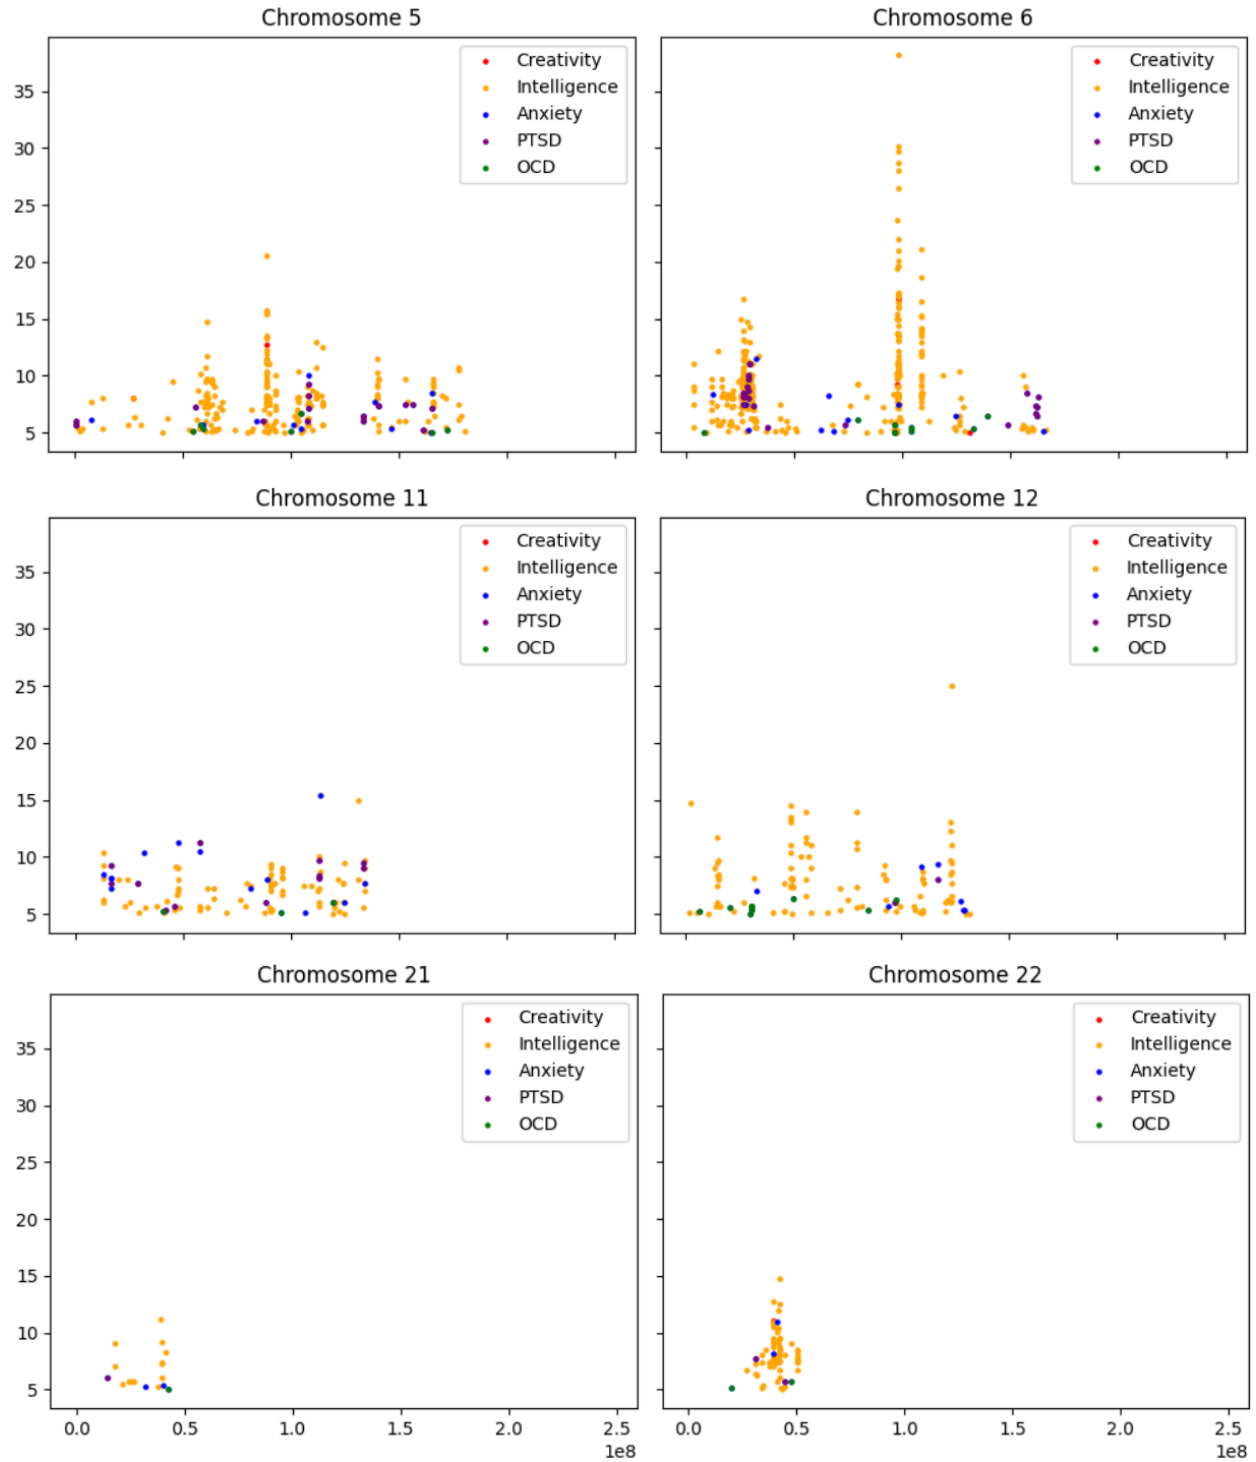 Chromosome 5
Chromosome 6
Creativity
Intelligence
Anxiety
PTSD
OCD
35
30
25
20
15
10
5
Creativity
Intelligence
Anxiety
PTSD
OCD
Chromosome 11
Chromosome 12
Creativity
Intelligence
Anxiety
PTSD
OCD
35
30
25
20
15
10
5
Creativity
Intelligence
Anxiety
PTSD
OCD
Chromosome 21
Chromosome 22
Creativity
Intelligence
Anxiety
PTSD
OCD
35
30
25
20
15
10
5
0.0 0.5 1.0 1.5 2.0 2.5
1e8
Creativity
Intelligence
Anxiety
PTSD
OCD
0.0 0.5 1.0 1.5 2.0 2.5
1e8